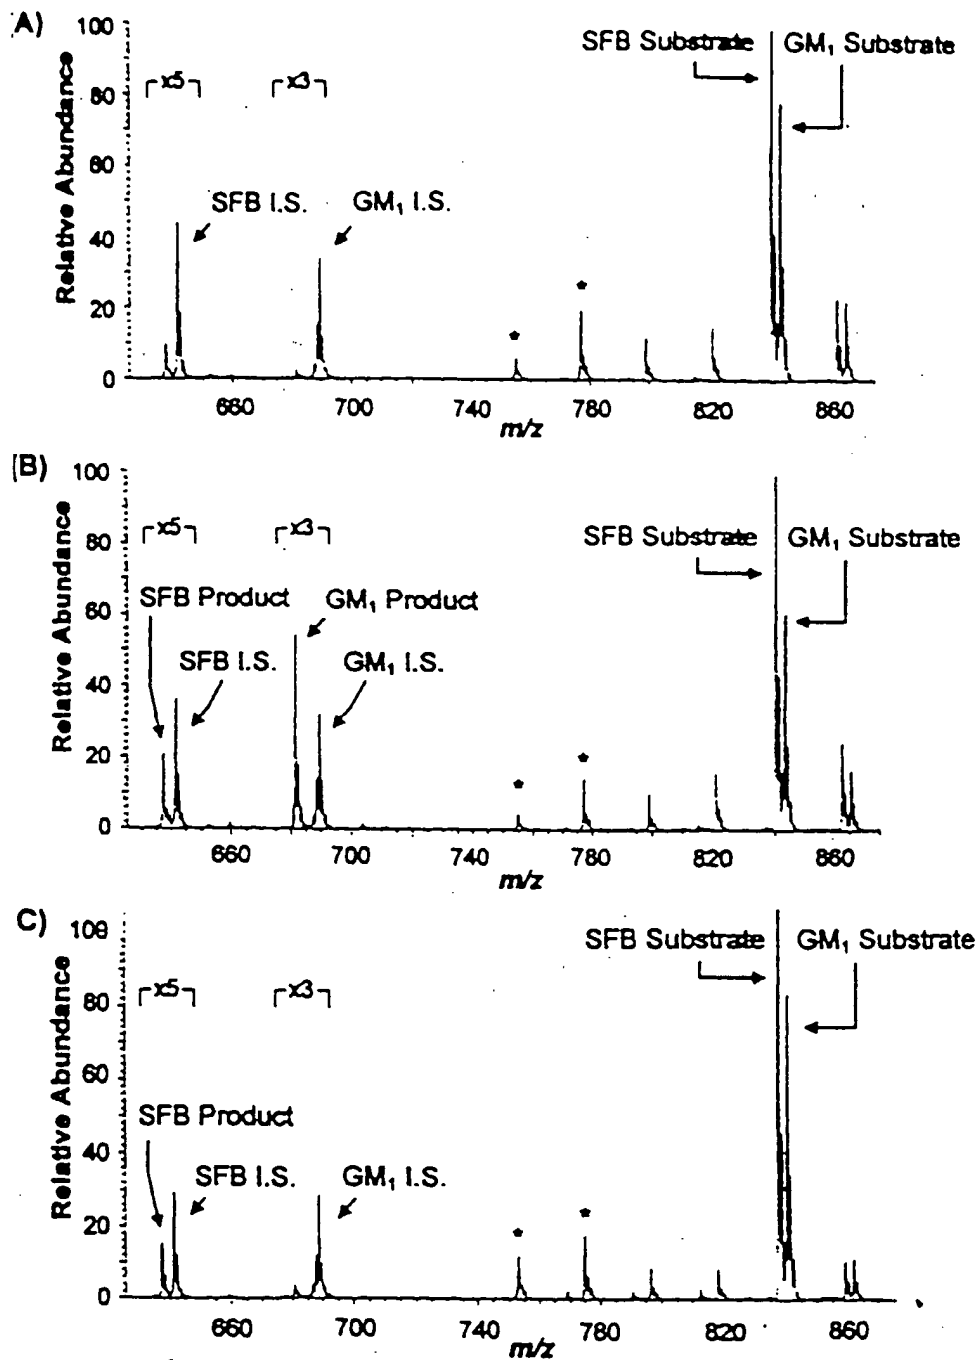 A)
Relative Abundance
100
80
60
40
20
0
x5
x3
SFB Substrate
GM₁ Substrate
SFB I.S.
GM₁ I.S.
*
*
660
700
740
780
820
860
m/z
(B)
Relative Abundance
100
80
60
40
20
0
x5
x3
SFB Substrate
GM₁ Substrate
SFB Product
GM₁ Product
SFB I.S.
GM₁ I.S.
*
*
660
700
740
780
820
860
m/z
C)
Relative Abundance
100
80
60
40
20
0
x5
x3
SFB Substrate
GM₁ Substrate
SFB Product
SFB I.S.
GM₁ I.S.
*
*
660
700
740
780
820
860
m/z